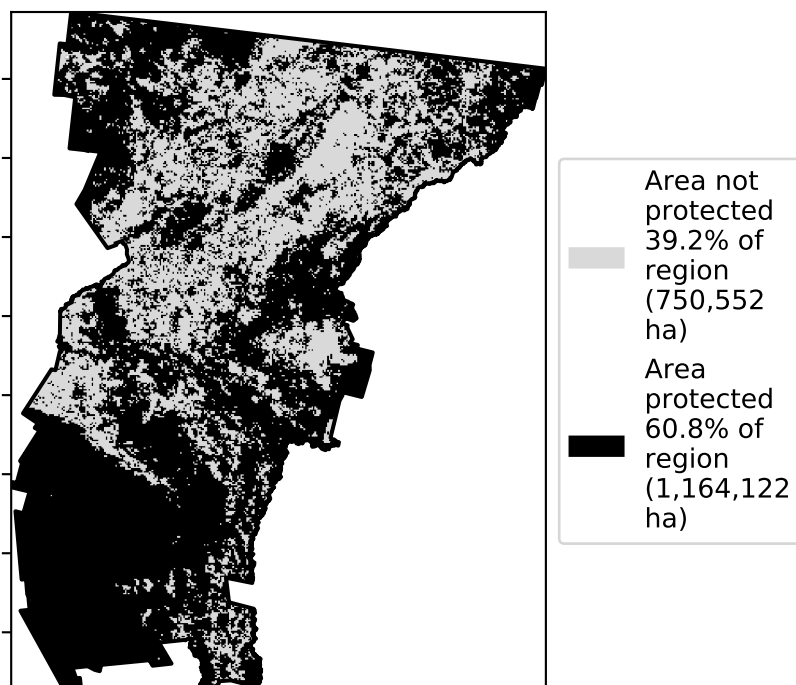 Area not
protected
39.2% of
region
(750,552
ha)
Area
protected
60.8% of
region
(1,164,122
ha)